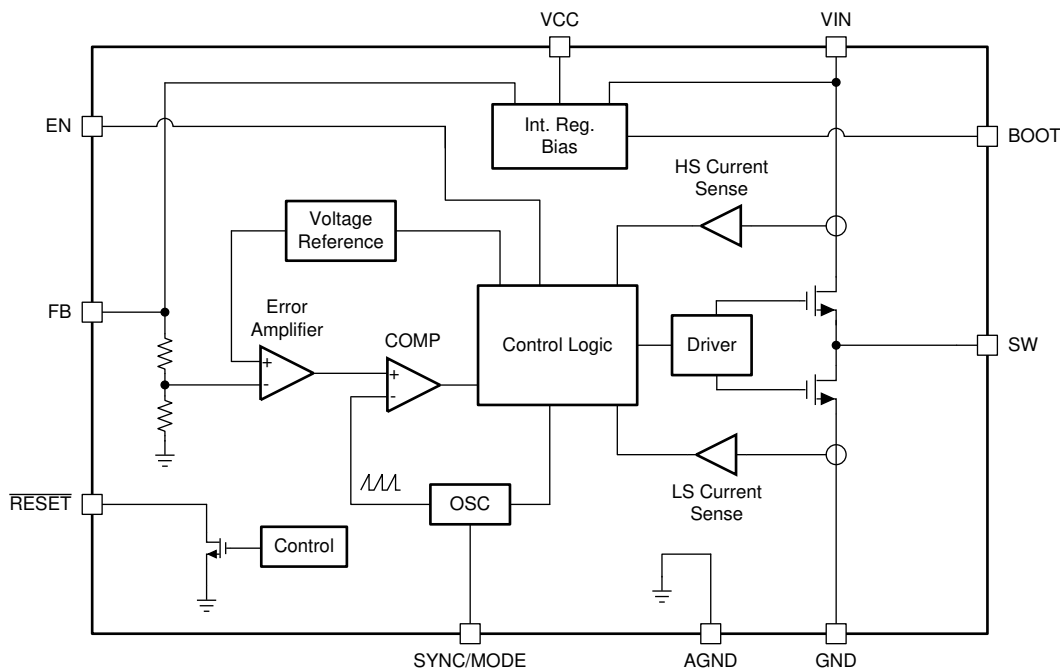 VCC
VIN
EN
Int. Reg.
Bias
BOOT
HS Current
Sense
Voltage
Reference
FB
Error
Amplifier
COMP
Control Logic
Driver
SW
+
-
+
-
LS Current
Sense
RESET
OSC
Control
SYNC/MODE
AGND
GND